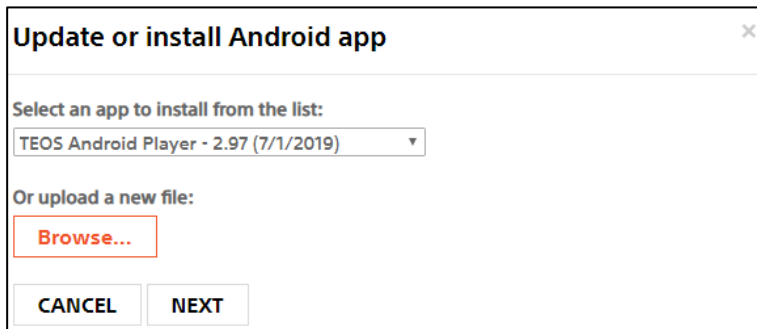 Update or install Android app
Select an app to install from the list:
TEOS Android Player - 2.97 (7/1/2019)
Or upload a new file:
Browse...
CANCEL NEXT